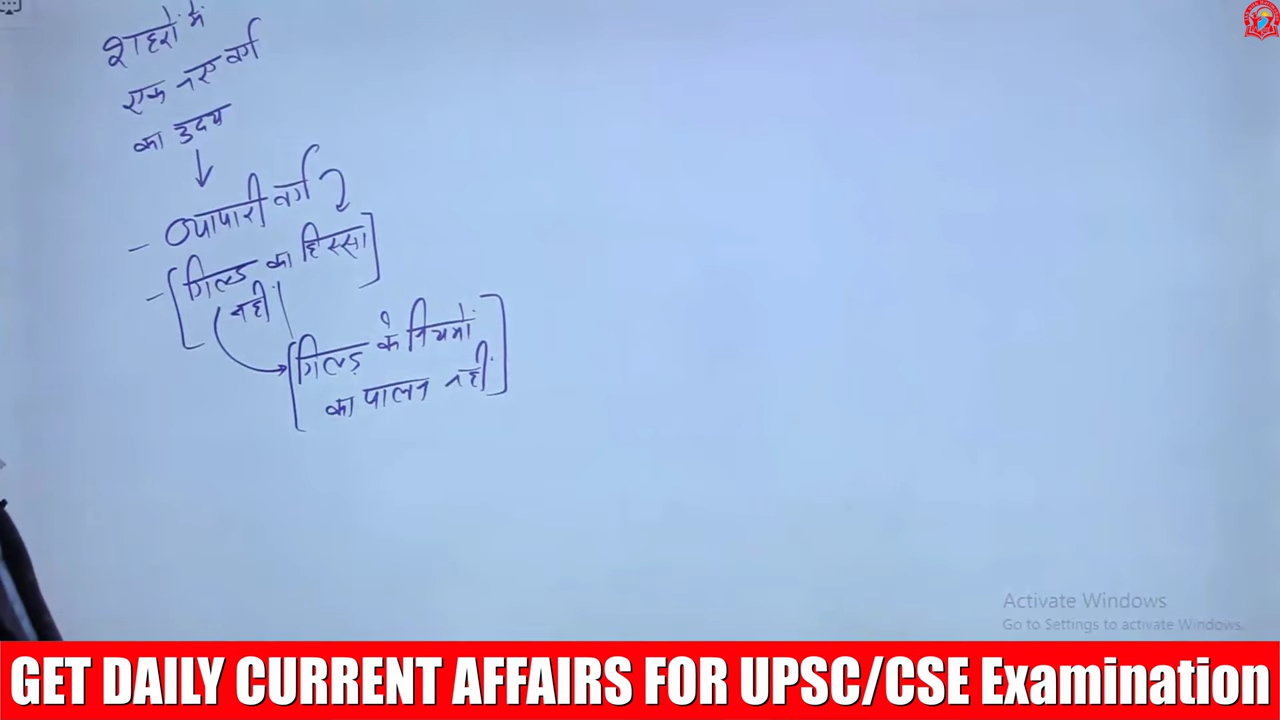 शहरों में
एक नए वर्ग
का उदय
- व्यापारी वर्ग
- [गिल्ड का हिस्सा]
नहीं
[गिल्ड के नियमों
का पालन नहीं]
Activate Windows
Go to Settings to activate Windows.
GET DAILY CURRENT AFFAIRS FOR UPSC/CSE Examination